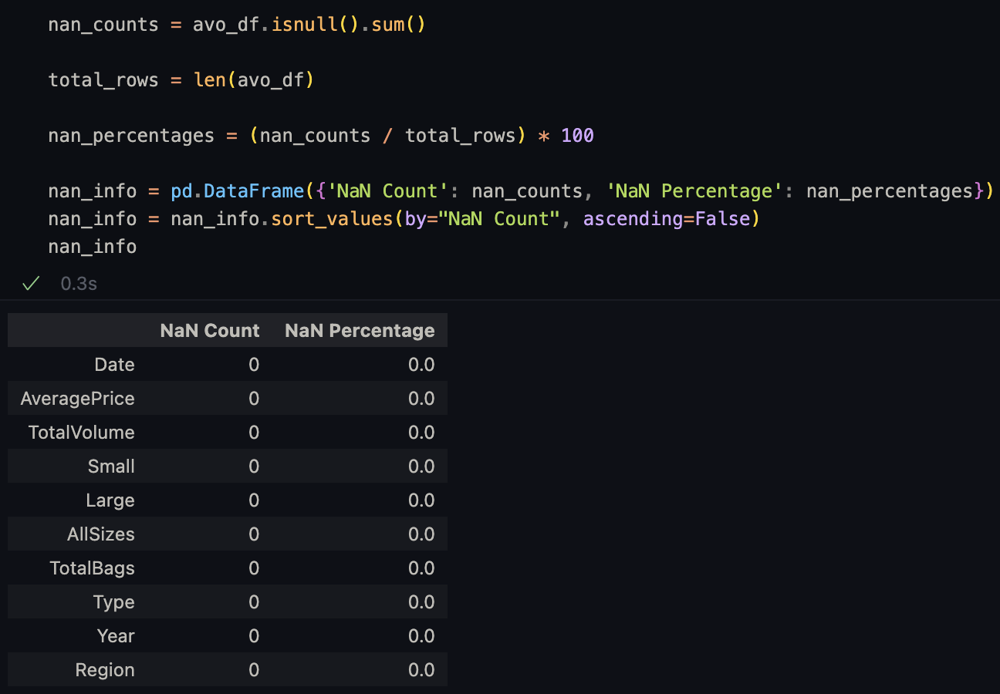 nan_counts = avo_df.isnull().sum()
total_rows = len(avo_df)
nan_percentages = (nan_counts / total_rows) * 100
nan_info = pd.DataFrame({'NaN Count': nan_counts, 'NaN Percentage': nan_percentages})
nan_info = nan_info.sort_values(by="NaN Count", ascending=False)
nan_info
0.3s
NaN Count NaN Percentage
Date 0 0.0
AveragePrice 0 0.0
TotalVolume 0 0.0
Small 0 0.0
Large 0 0.0
AllSizes 0 0.0
TotalBags 0 0.0
Type 0 0.0
Year 0 0.0
Region 0 0.0